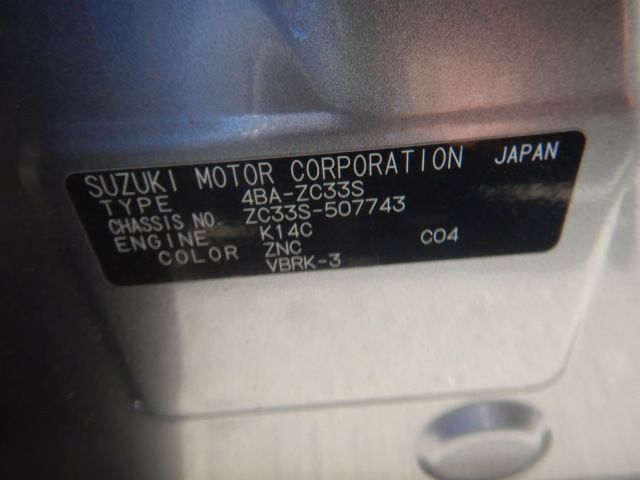 SUZUKI MOTOR CORPORATION JAPAN
TYPE 4BA-ZC33S
CHASSIS NO. ZC33S-507743
ENGINE K14C C04
COLOR ZNC
VBRK-3